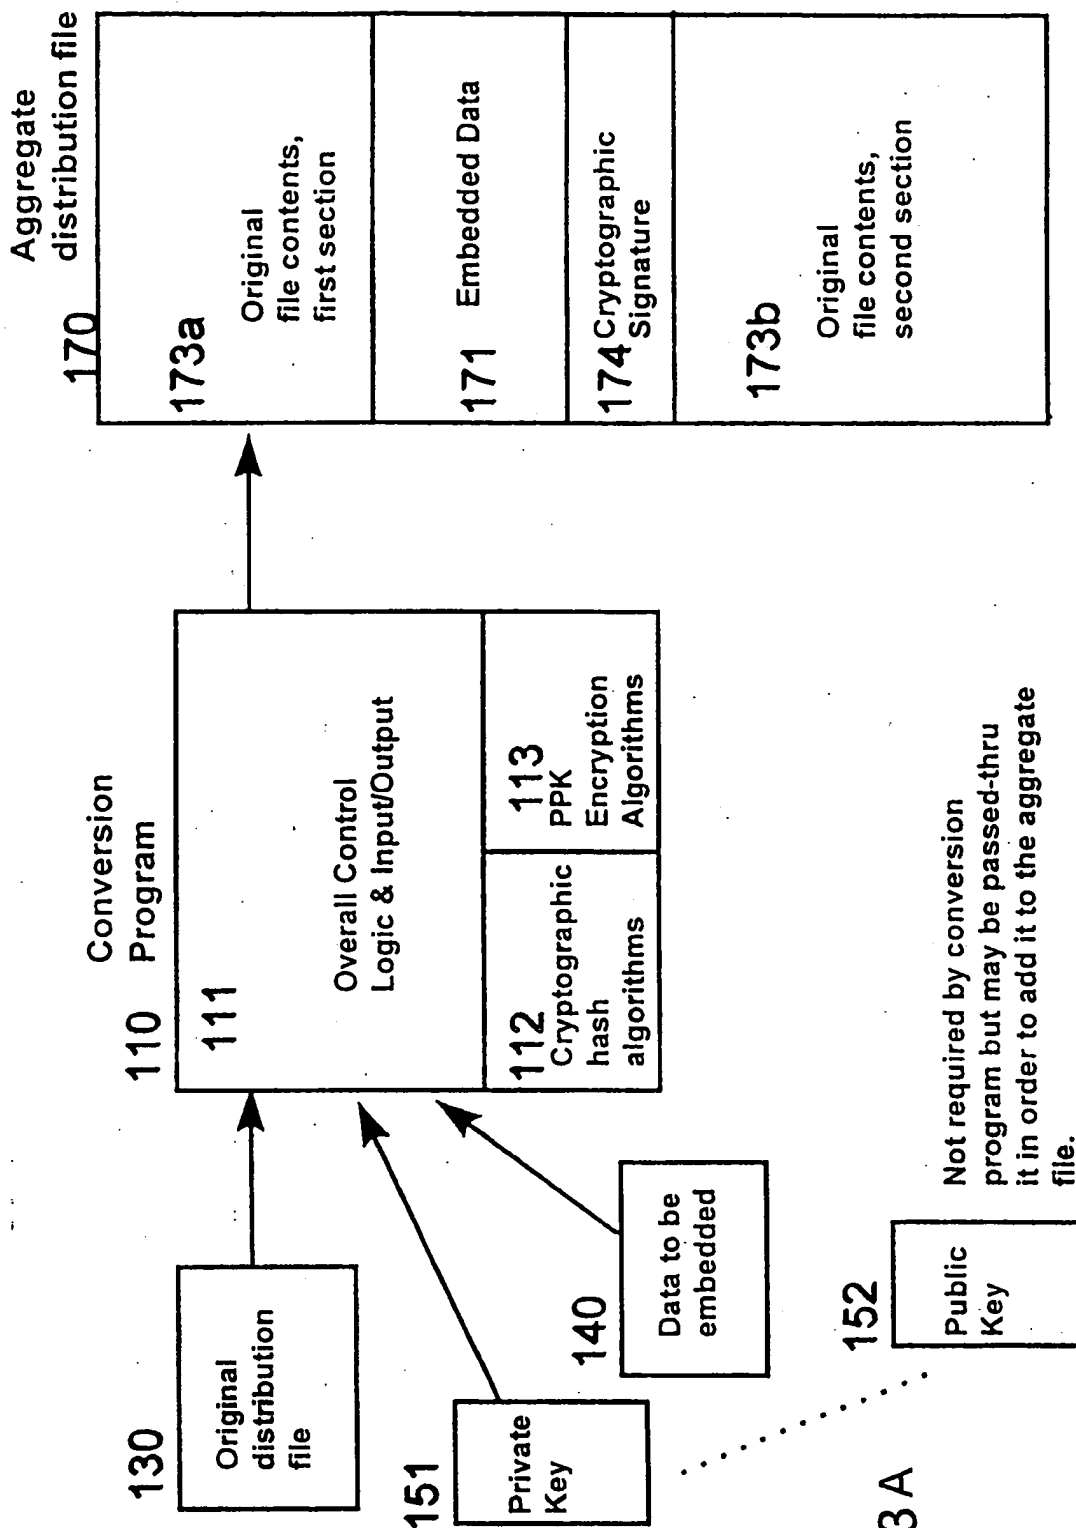 130
Original
distribution
file
151
Private
Key
140
Data to be
embedded
152
Public
Key
Not required by conversion
program but may be passed-thru
it in order to add it to the aggregate
file.
110
Conversion
Program
111
Overall Control
Logic & Input/Output
112
Cryptographic
hash
algorithms
113
PPK
Encryption
Algorithms
170
Aggregate
distribution file
173a
Original
file contents,
first section
171
Embedded Data
174
Cryptographic
Signature
173b
Original
file contents,
second section
3A